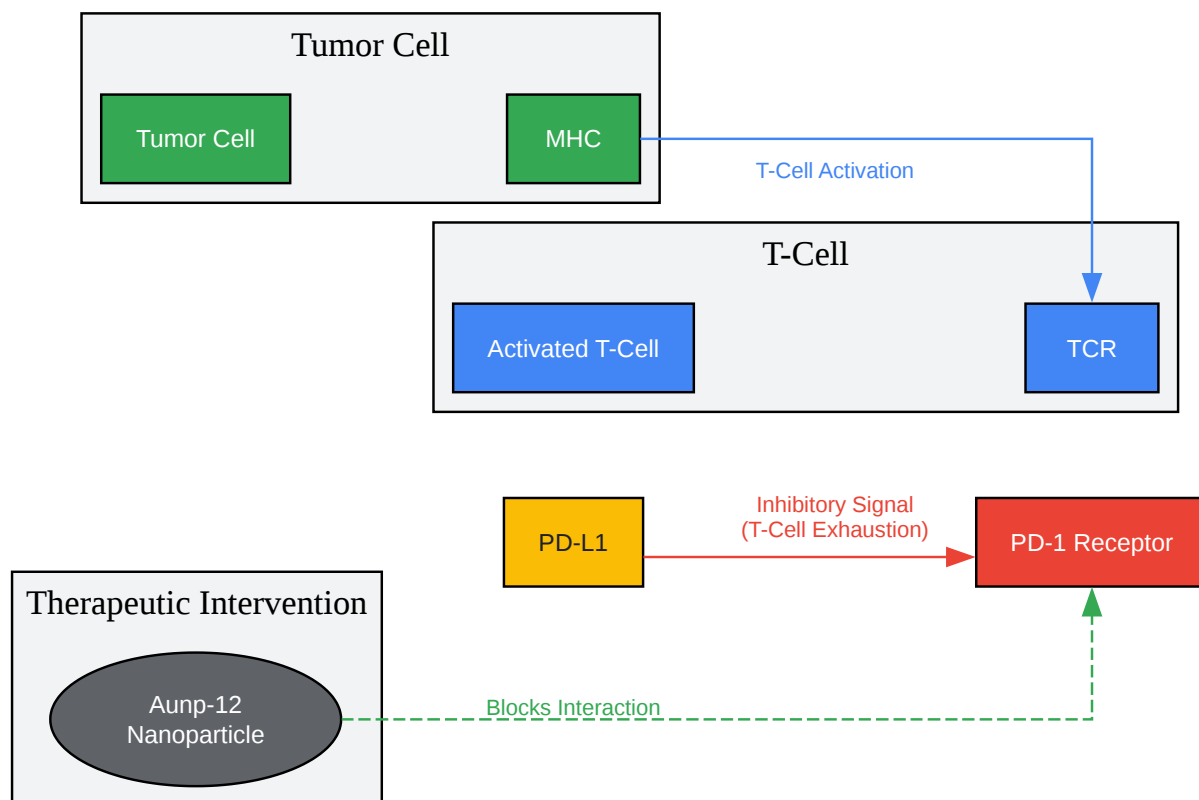 Tumor Cell
Tumor Cell
MHC
T-Cell Activation
T-Cell
Activated T-Cell
TCR
Inhibitory Signal
(T-Cell Exhaustion)
PD-L1
PD-1 Receptor
Therapeutic Intervention
Aunp-12
Nanoparticle
Blocks Interaction